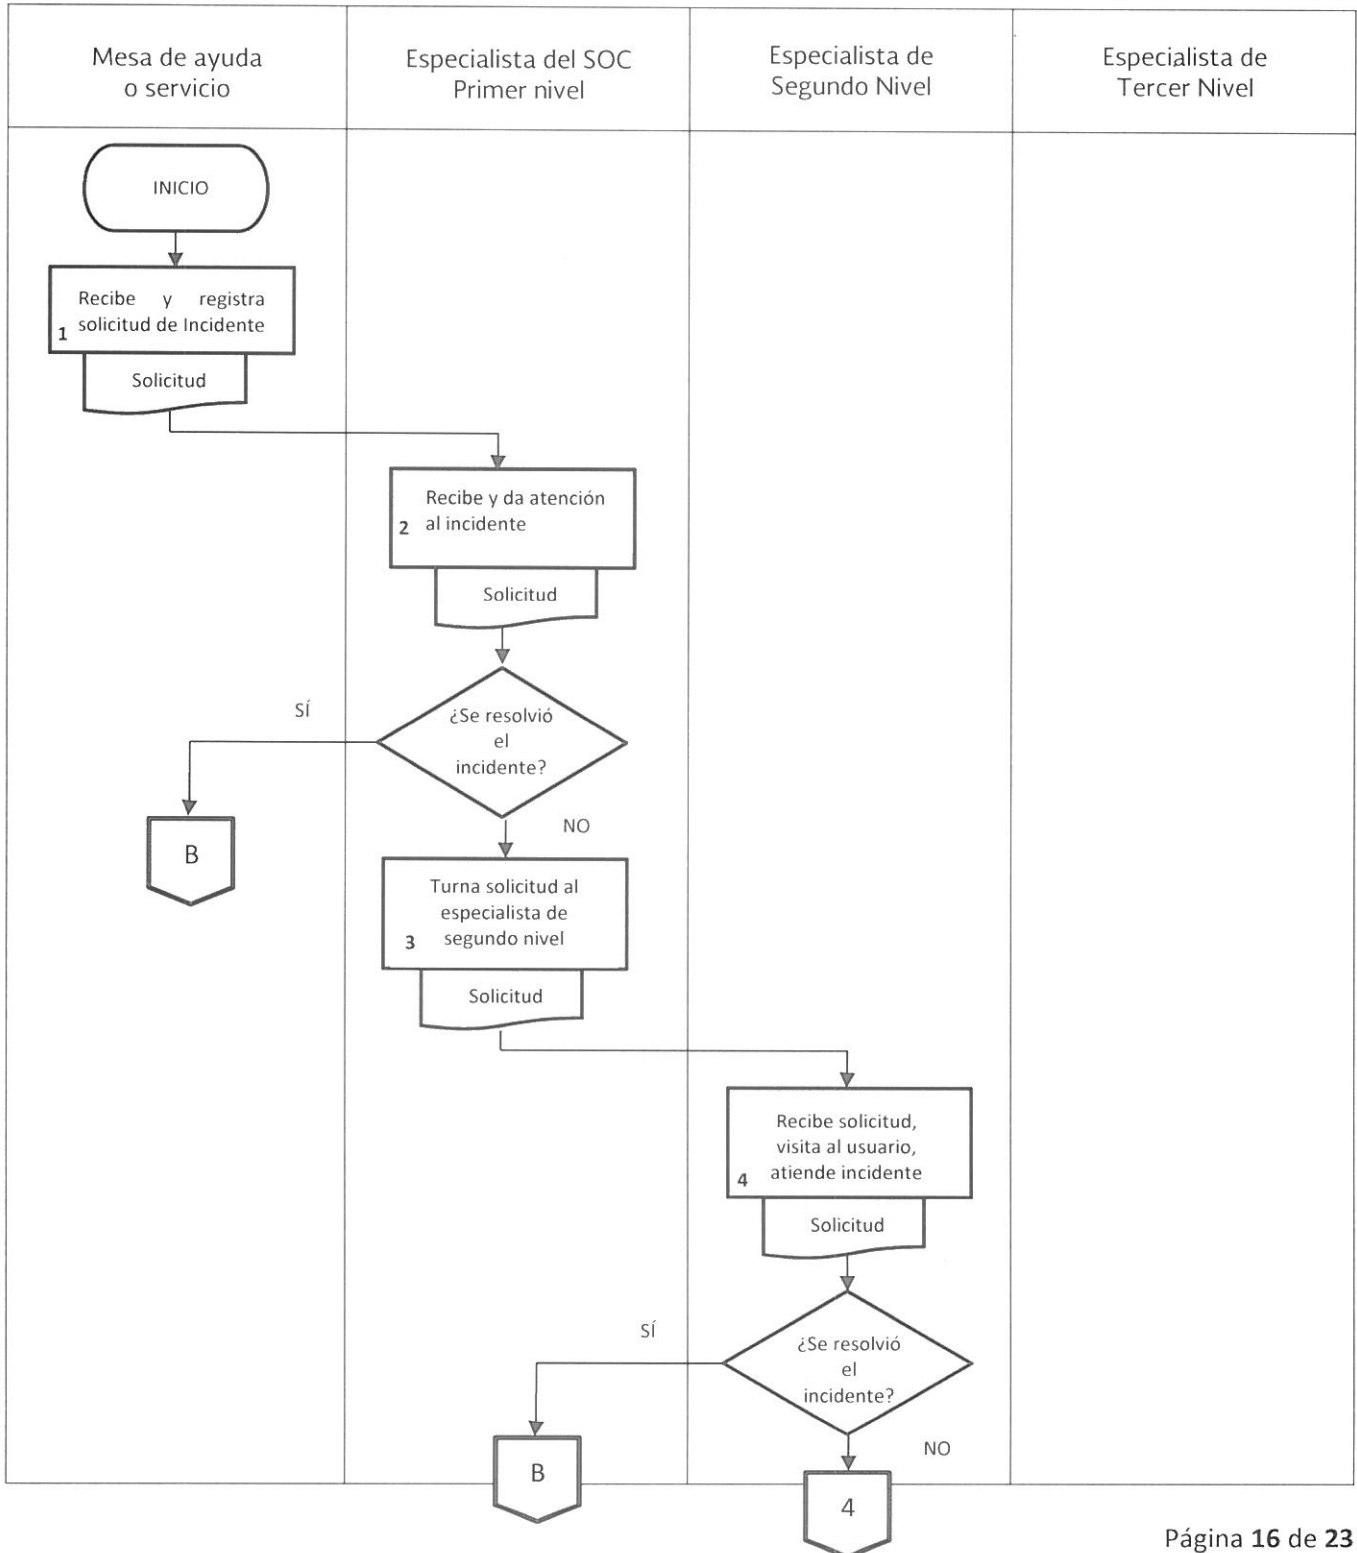 Mesa de ayuda
o servicio
Especialista del SOC
Primer nivel
Especialista de
Segundo Nivel
Especialista de
Tercer Nivel
INICIO
Recibe y registra
solicitud de Incidente
1
Solicitud
Recibe y da atención
al incidente
2
Solicitud
¿Se resolvió
el
incidente?
SÍ
B
NO
Turna solicitud al
especialista de
segundo nivel
3
Solicitud
Recibe solicitud,
visita al usuario,
atiende incidente
4
Solicitud
¿Se resolvió
el
incidente?
SÍ
B
NO
4
Página 16 de 23